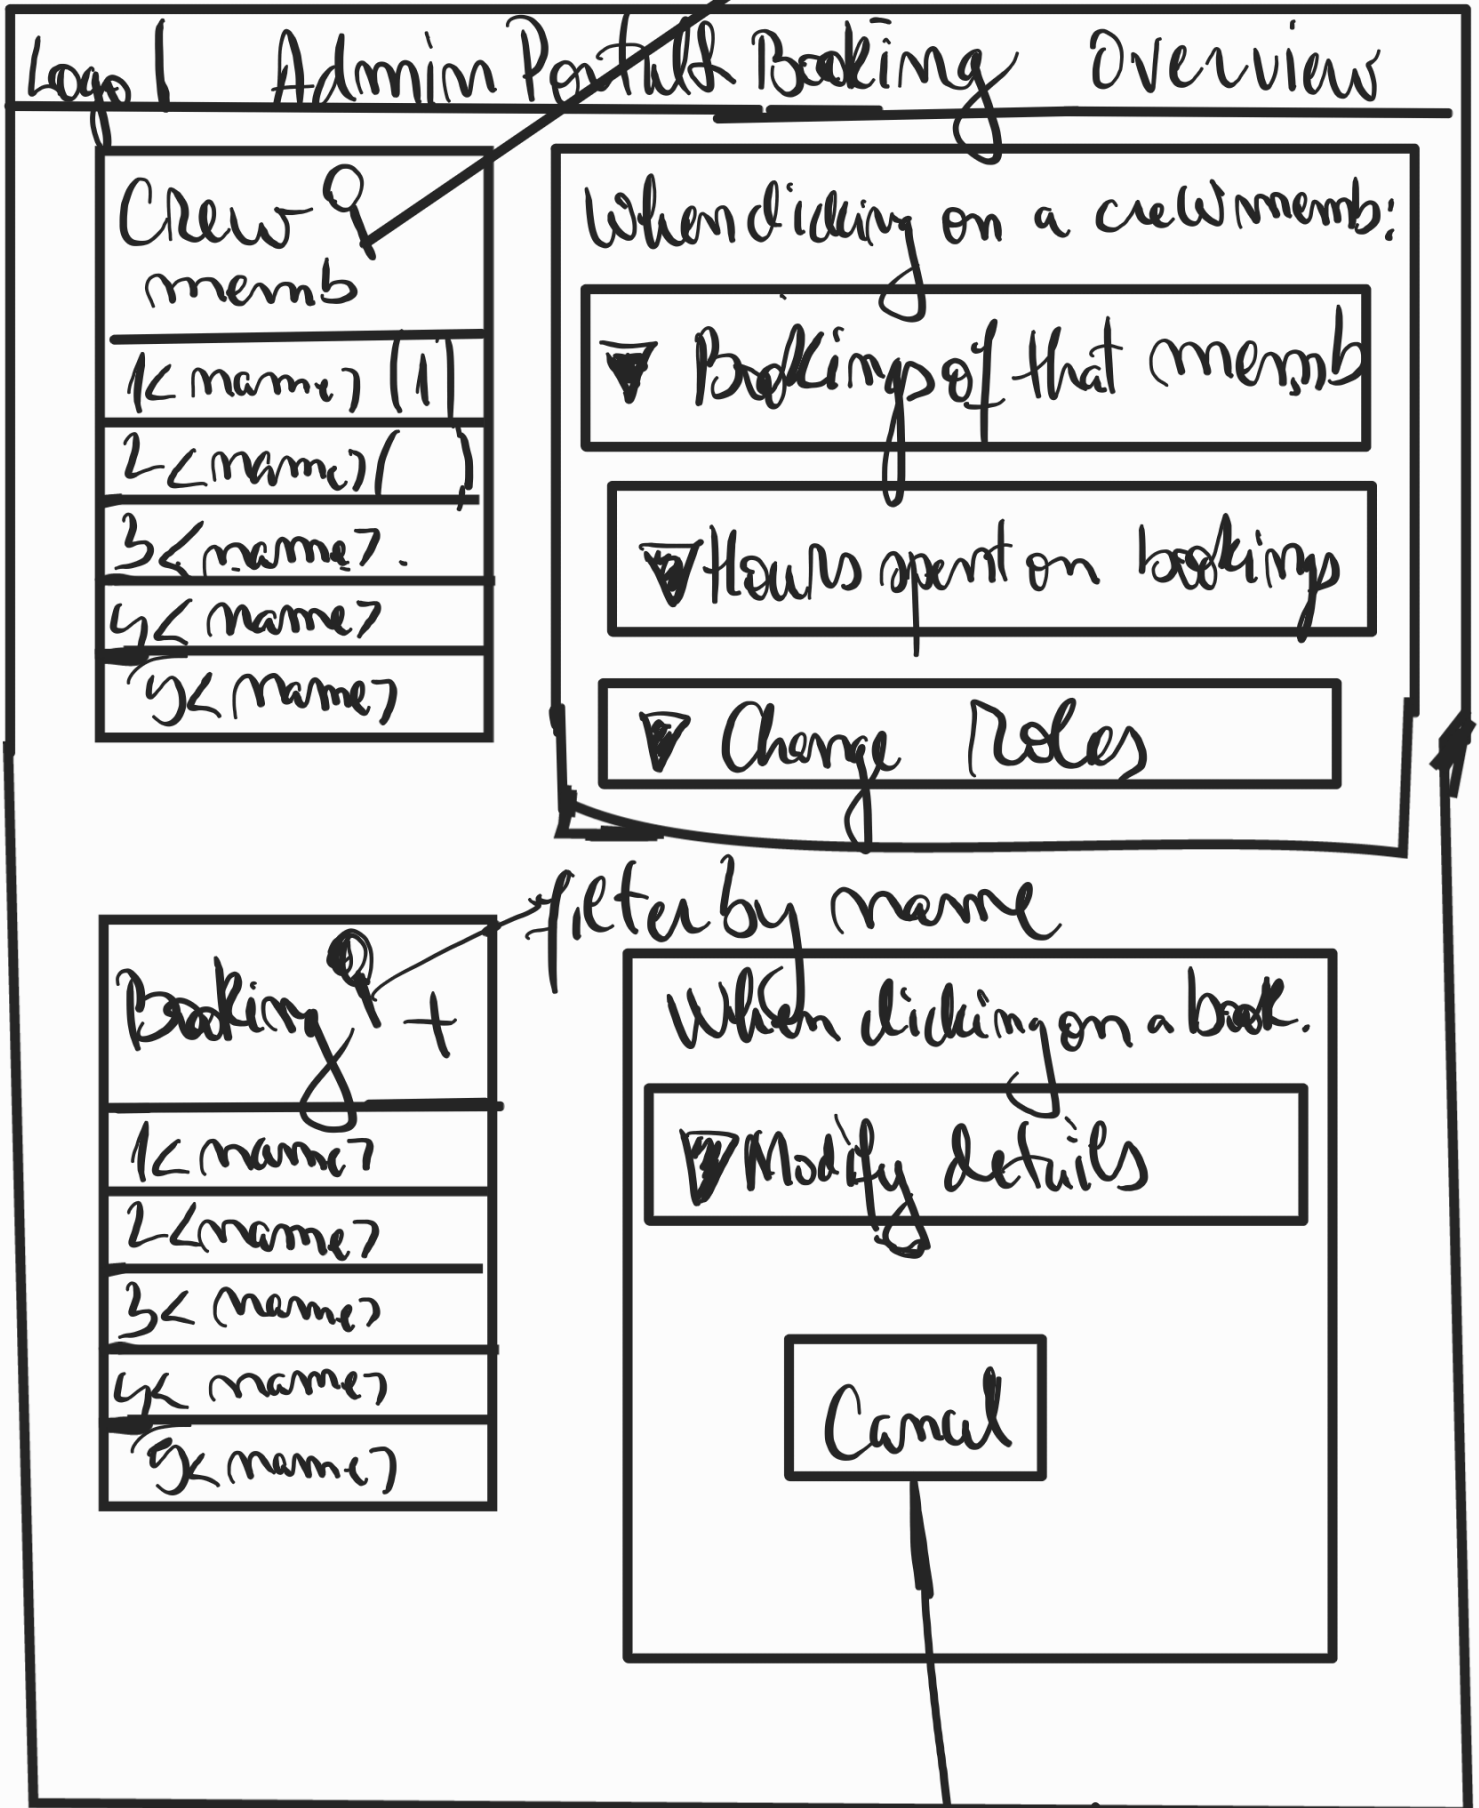 Logo | Admin Portal & Booking Overview
Crew
memb
1 < name > (1)
2 < name > ( )
3 < name > .
4 < name >
5 < name >
When clicking on a crewmemb:
Bookings of that memb
Hours spent on bookings
Change Roles
filter by name
Booking +
1 < name >
2 < name >
3 < name >
4 < name >
5 < name >
When clicking on a book.
Modify details
Cancel